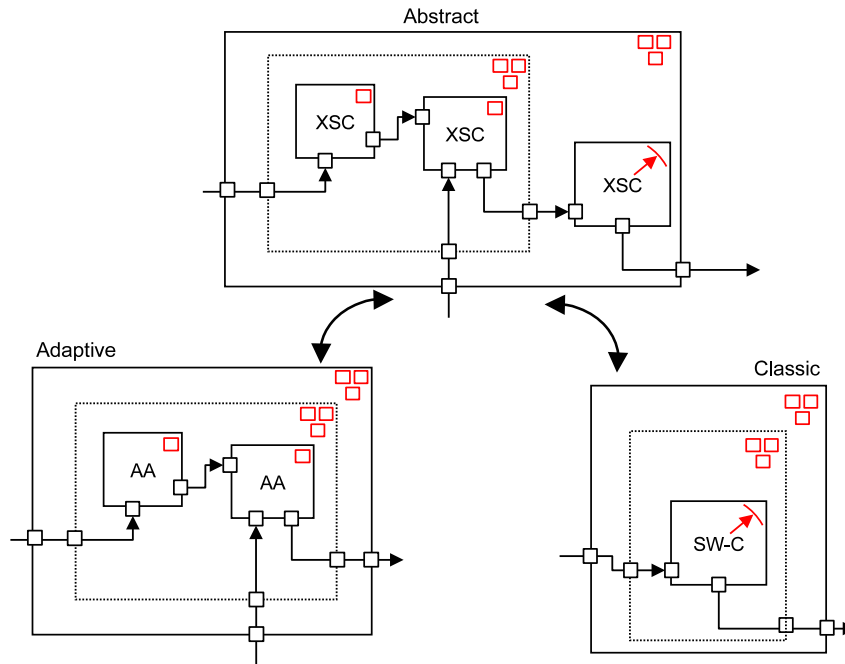 Abstract
XSC
XSC
XSC
Adaptive
Classic
AA
AA
SW-C